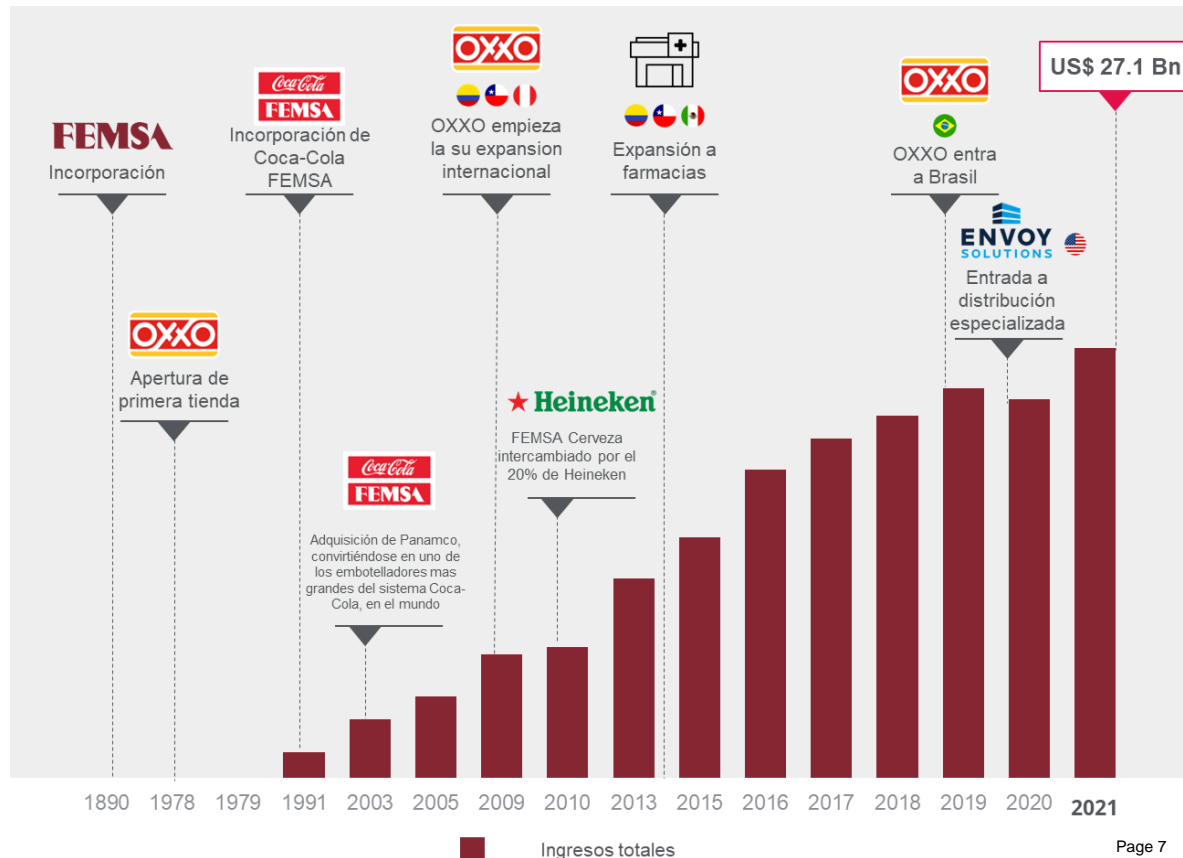 FEMSA
Incorporación
OXXO
Apertura de
primera tienda
Coca-Cola
FEMSA
Incorporación de
Coca-Cola
FEMSA
Coca-Cola
FEMSA
Adquisición de Panamco,
convirtiéndose en uno de
los embotelladores mas
grandes del sistema Coca-
Cola, en el mundo
OXXO
OXXO empieza
la su expansion
internacional
Heineken
FEMSA Cerveza
intercambiado por el
20% de Heineken
Expansión a
farmacias
OXXO
OXXO entra
a Brasil
ENVOY
SOLUTIONS
Entrada a
distribución
especializada
US$ 27.1 Bn
1890 1978 1979 1991 2003 2005 2009 2010 2013 2015 2016 2017 2018 2019 2020 2021
Ingresos totales
Page 7